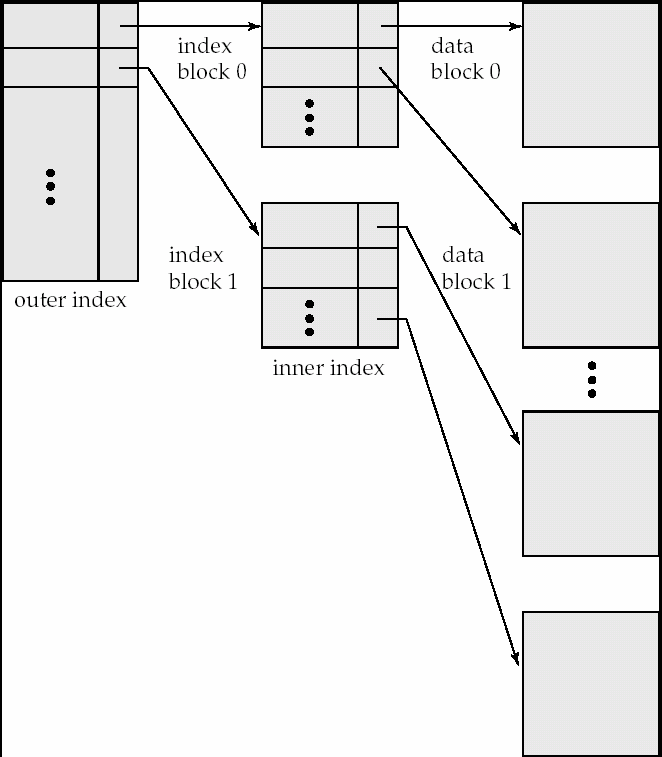 index
block 0
data
block 0
index
block 1
data
block 1
outer index
inner index